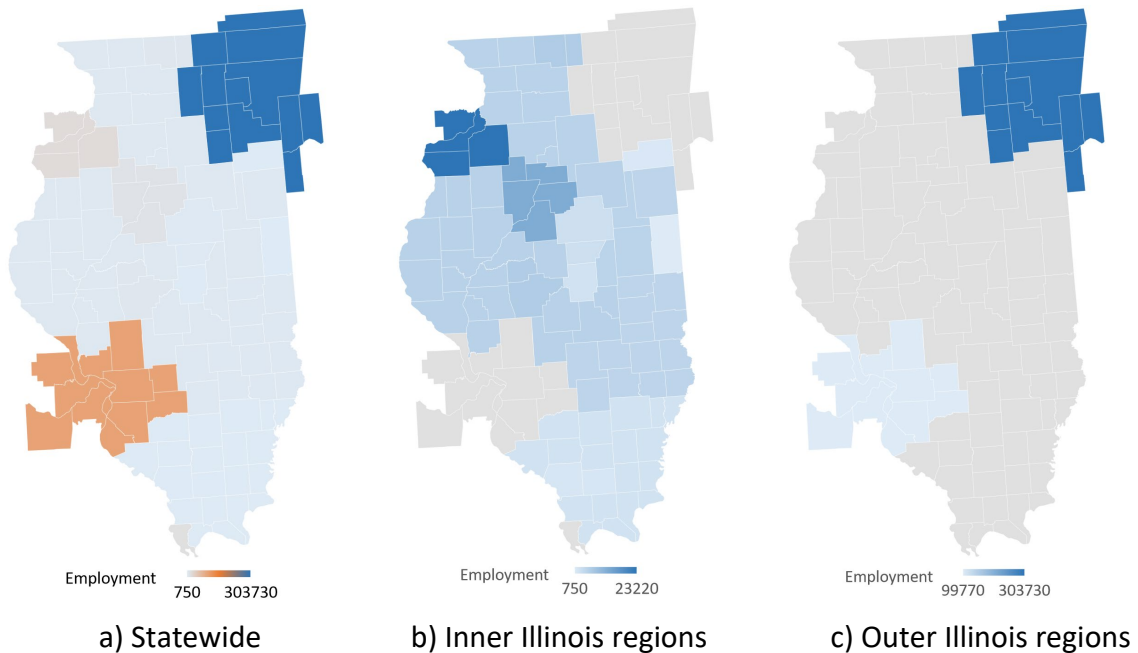 Employment
750 303730
a) Statewide
Employment
750 23220
b) Inner Illinois regions
Employment
99770 303730
c) Outer Illinois regions